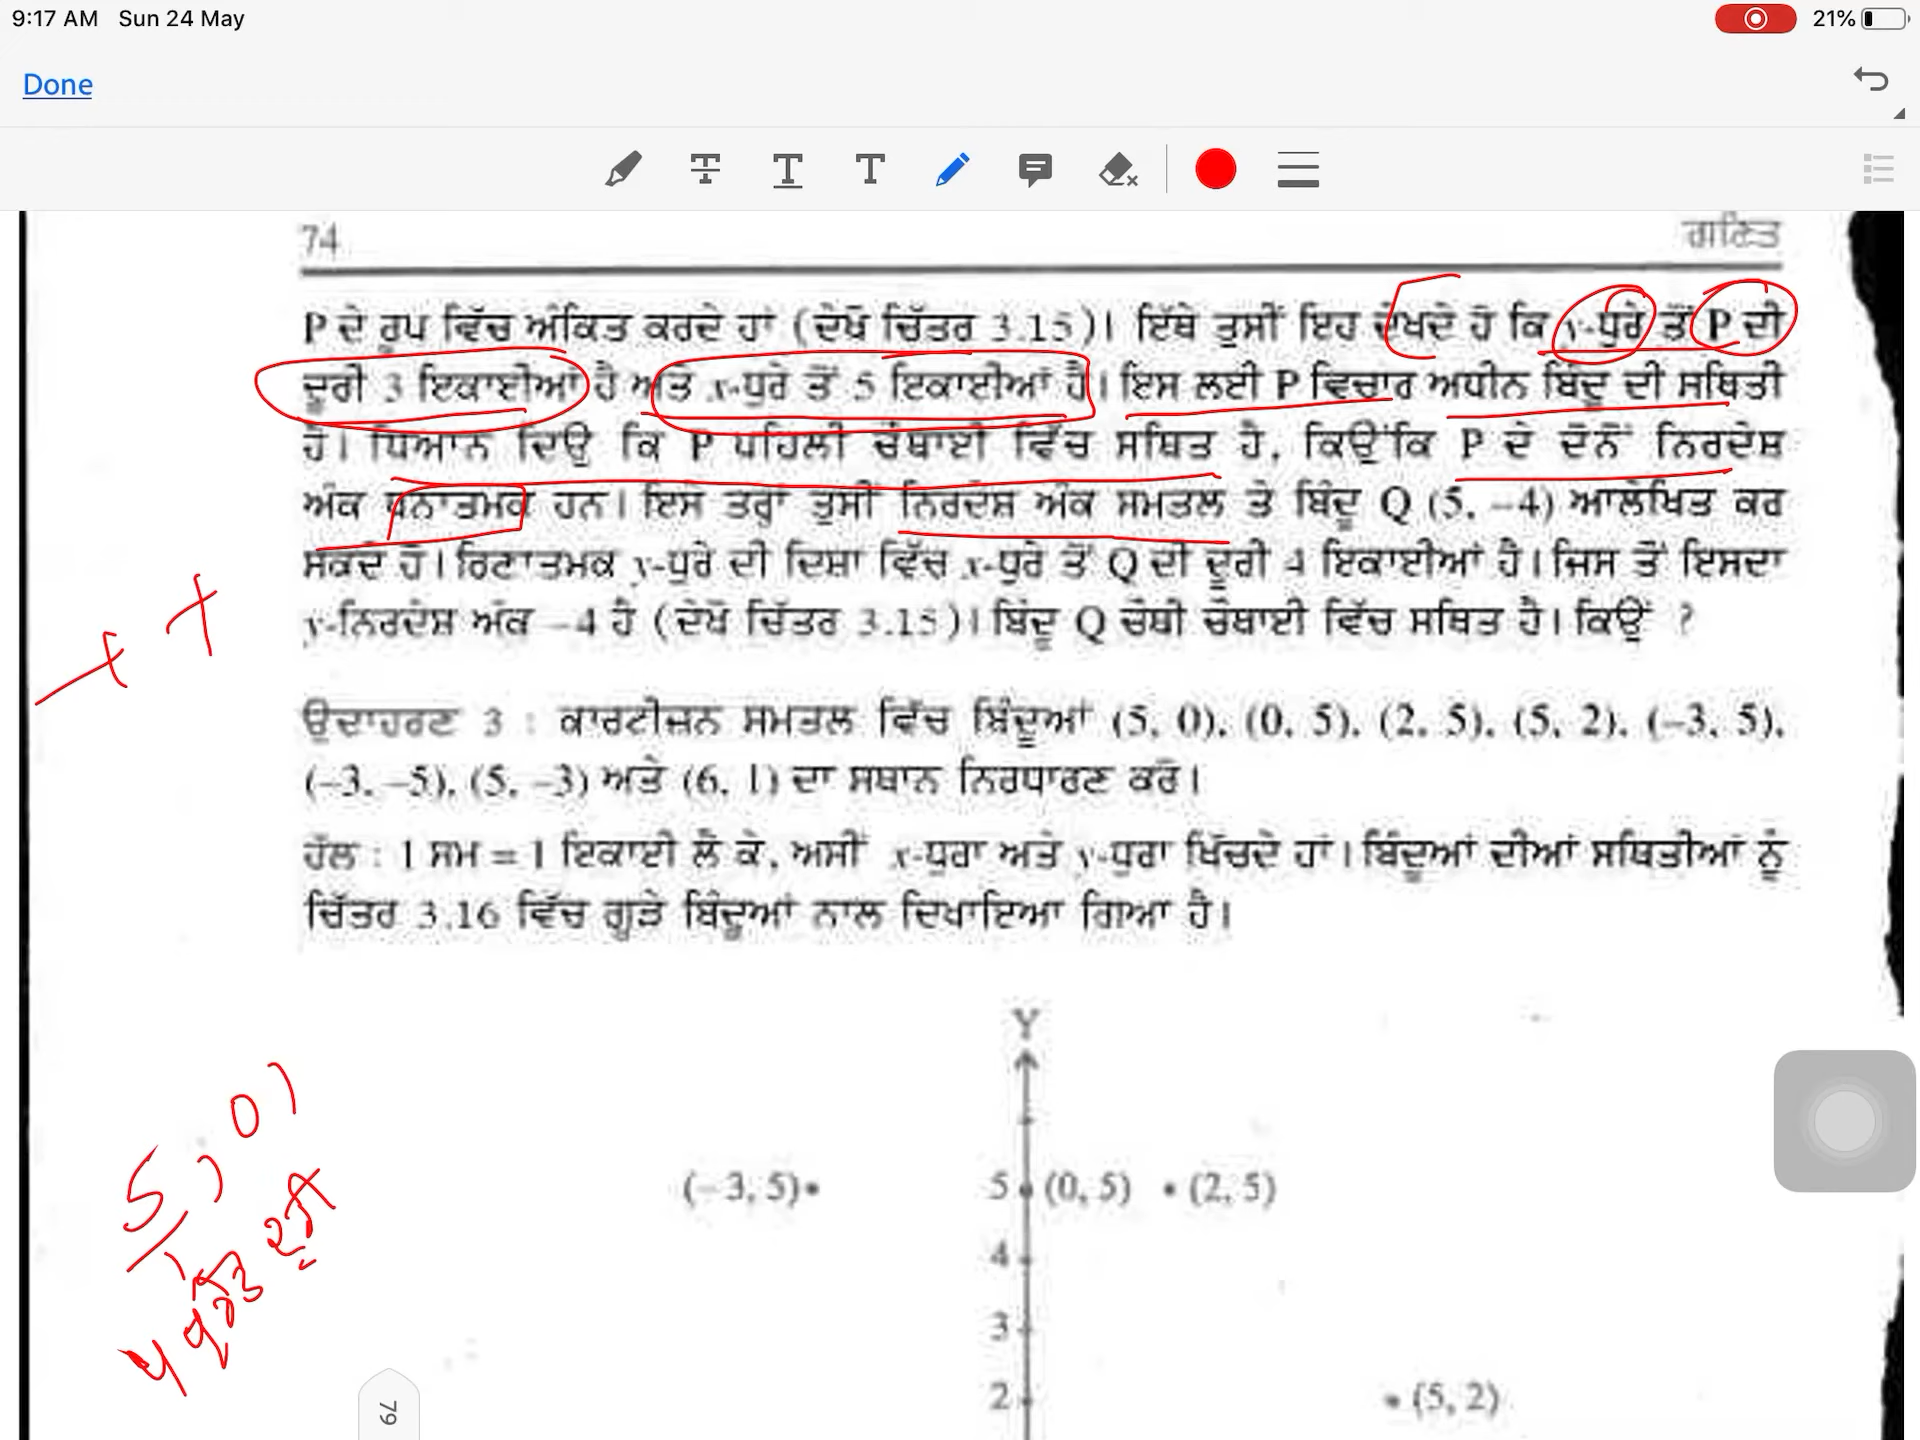 9:17 AM Sun 24 May
21%
Done
74 ਗਣਿਤ
P ਦੇ ਰੂਪ ਵਿੱਚ ਅੰਕਿਤ ਕਰਦੇ ਹਾਂ (ਦੇਖੋ ਚਿੱਤਰ 3.15)। ਇੱਥੇ ਤੁਸੀਂ ਇਹ ਦੇਖਦੇ ਹੋ ਕਿ y-ਧੁਰੇ ਤੋਂ P ਦੀ
ਦੂਰੀ 3 ਇਕਾਈਆਂ ਹੈ ਅਤੇ x-ਧੁਰੇ ਤੋਂ 5 ਇਕਾਈਆਂ ਹੈ। ਇਸ ਲਈ P ਵਿਚਾਰ ਅਧੀਨ ਬਿੰਦੂ ਦੀ ਸਥਿਤੀ
ਹੈ। ਧਿਆਨ ਦਿਉ ਕਿ P ਪਹਿਲੀ ਚੌਥਾਈ ਵਿੱਚ ਸਥਿਤ ਹੈ, ਕਿਉਂਕਿ P ਦੇ ਦੋਨੋਂ ਨਿਰਦੇਸ਼
ਅੰਕ ਧਨਾਤਮਕ ਹਨ। ਇਸੇ ਤਰ੍ਹਾਂ ਤੁਸੀਂ ਨਿਰਦੇਸ਼ ਅੰਕ ਸਮਤਲ ਤੇ ਬਿੰਦੂ Q (5, –4) ਆਲੇਖਿਤ ਕਰ
ਸਕਦੇ ਹੋ। ਰਿਣਾਤਮਕ y-ਧੁਰੇ ਦੀ ਦਿਸ਼ਾ ਵਿੱਚ x-ਧੁਰੇ ਤੋਂ Q ਦੀ ਦੂਰੀ 4 ਇਕਾਈਆਂ ਹੈ। ਜਿਸ ਤੋਂ ਇਸਦਾ
y-ਨਿਰਦੇਸ਼ ਅੰਕ –4 ਹੈ (ਦੇਖੋ ਚਿੱਤਰ 3.15)। ਬਿੰਦੂ Q ਚੌਥੀ ਚੌਥਾਈ ਵਿੱਚ ਸਥਿਤ ਹੈ। ਕਿਉਂ ?
ਉਦਾਹਰਣ 3 : ਕਾਰਟੀਜ਼ਨ ਸਮਤਲ ਵਿੱਚ ਬਿੰਦੂਆਂ (5, 0), (0, 5), (2, 5), (5, 2), (–3, 5),
(–3, –5), (5, –3) ਅਤੇ (6, 1) ਦਾ ਸਥਾਨ ਨਿਰਧਾਰਣ ਕਰੋ।
ਹੱਲ : 1 ਸਮ = 1 ਇਕਾਈ ਲੈ ਕੇ, ਅਸੀਂ x-ਧੁਰਾ ਅਤੇ y-ਧੁਰਾ ਖਿੱਚਦੇ ਹਾਂ। ਬਿੰਦੂਆਂ ਦੀਆਂ ਸਥਿਤੀਆਂ ਨੂੰ
ਚਿੱਤਰ 3.16 ਵਿੱਚ ਗੂੜੇ ਬਿੰਦੂਆਂ ਨਾਲ ਦਿਖਾਇਆ ਗਿਆ ਹੈ।
Y
5, 0)
(–3, 5) 5 (0, 5) (2, 5)
4
3
2 (5, 2)
79